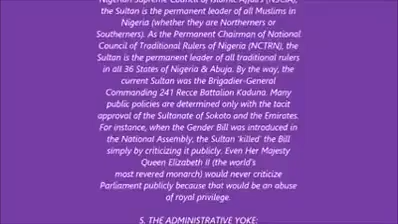 Nigerian Supreme Council of Islamic Affairs (NSCIA),
the Sultan is the permanent leader of all Muslims in
Nigeria (whether they are Northerners or
Southerners). As the Permanent Chairman of National
Council of Traditional Rulers of Nigeria (NCTRN), the
Sultan is the permanent leader of all traditional rulers
in all 36 States of Nigeria & Abuja. By the way, the
current Sultan was the Brigadier-General
Commanding 241 Recce Battalion Kaduna. Many
public policies are determined only with the tacit
approval of the Sultanate of Sokoto and the Emirates.
For instance, when the Gender Bill was introduced in
the National Assembly, the Sultan 'killed' the Bill
simply by criticizing it publicly. Even Her Majesty
Queen Elizabeth II (the world's
most revered monarch) would never criticize
Parliament publicly because that would be an abuse
of royal privilege.
5. THE ADMINISTRATIVE YOKE: